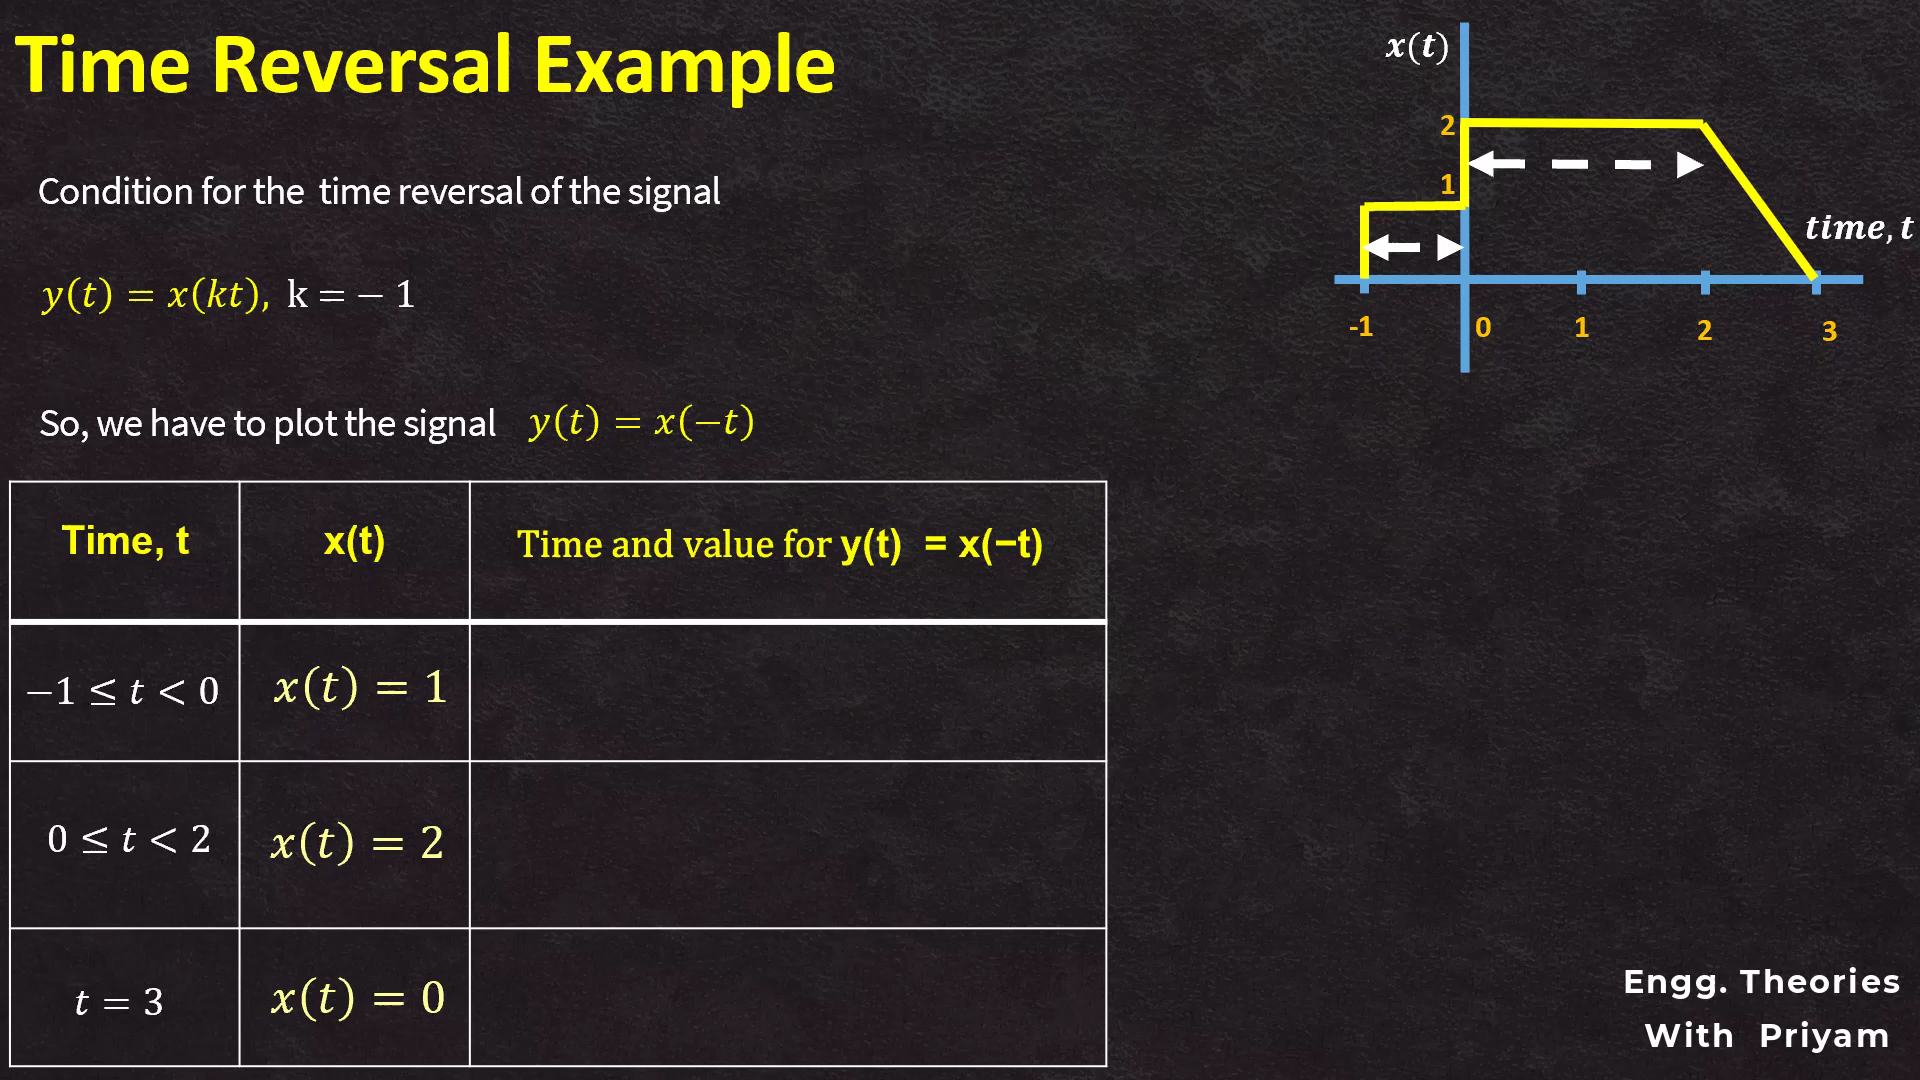 Time Reversal Example
Condition for the time reversal of the signal
y(t) = x(kt), k = − 1
So, we have to plot the signal y(t) = x(−t)
Time, t
x(t)
Time and value for y(t) = x(−t)
−1 ≤ t < 0
x(t) = 1
0 ≤ t < 2
x(t) = 2
t = 3
x(t) = 0
x(t)
2
1
time, t
-1
0
1
2
3
Engg. Theories
With Priyam